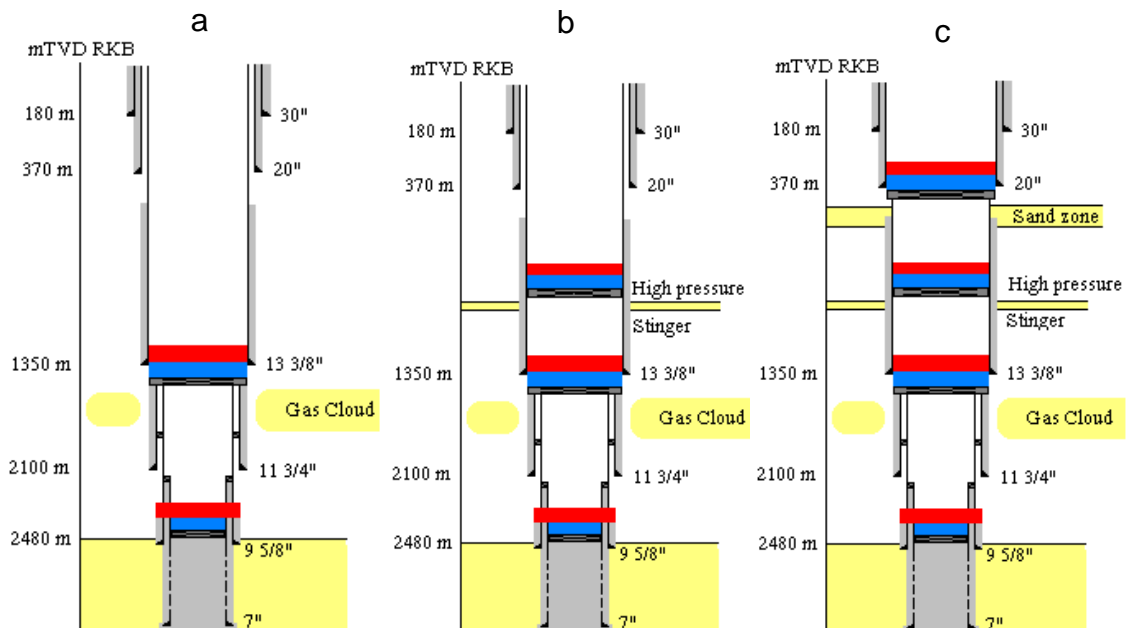 a
mTVD RKB
180 m
30"
370 m
20"
1350 m
13 3/8"
Gas Cloud
2100 m
11 3/4"
2480 m
9 5/8"
7"
b
mTVD RKB
180 m
30"
370 m
20"
High pressure
Stinger
1350 m
13 3/8"
Gas Cloud
2100 m
11 3/4"
2480 m
9 5/8"
7"
c
mTVD RKB
180 m
30"
370 m
20"
Sand zone
High pressure
Stinger
1350 m
13 3/8"
Gas Cloud
2100 m
11 3/4"
2480 m
9 5/8"
7"